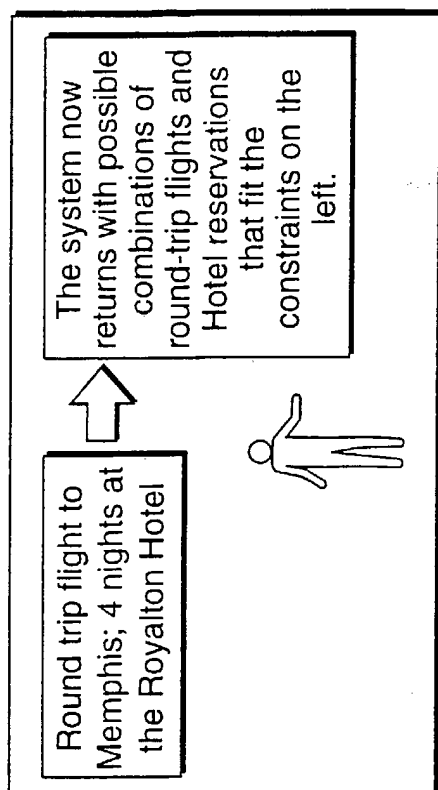 Round trip flight to
Memphis; 4 nights at
the Royalton Hotel
The system now
returns with possible
combinations of
round-trip flights and
Hotel reservations
that fit the
constraints on the
left.